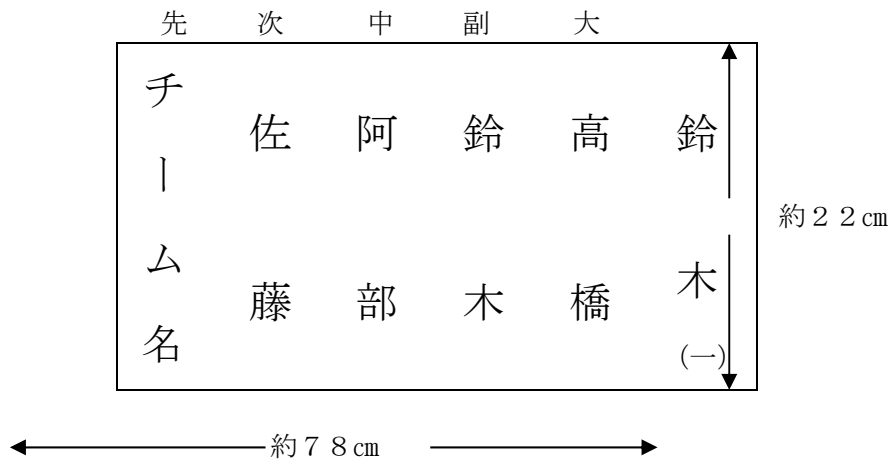 先 次 中 副 大
チーム名
佐藤
阿部
鈴木
高橋
鈴木(一)
約22㎝
約78㎝